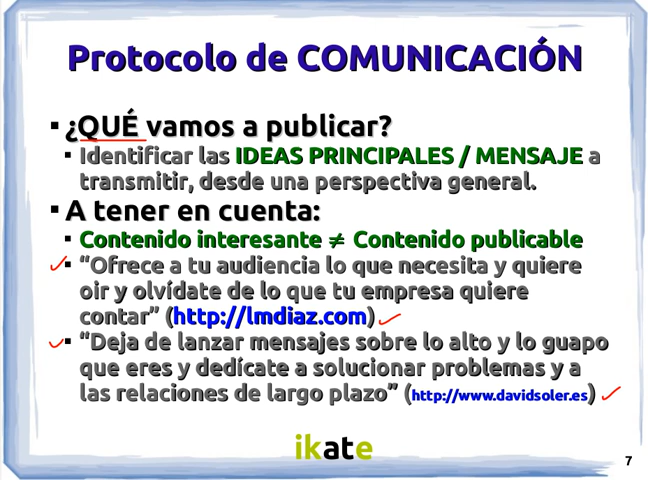 Protocolo de COMUNICACIÓN
¿QUÉ vamos a publicar?
Identificar las IDEAS PRINCIPALES / MENSAJE a
transmitir, desde una perspectiva general.
A tener en cuenta:
Contenido interesante ≠ Contenido publicable
“Ofrece a tu audiencia lo que necesita y quiere
oir y olvídate de lo que tu empresa quiere
contar” (http://lmdiaz.com)
“Deja de lanzar mensajes sobre lo alto y lo guapo
que eres y dedícate a solucionar problemas y a
las relaciones de largo plazo” (http://www.davidsoler.es)
ikate
7